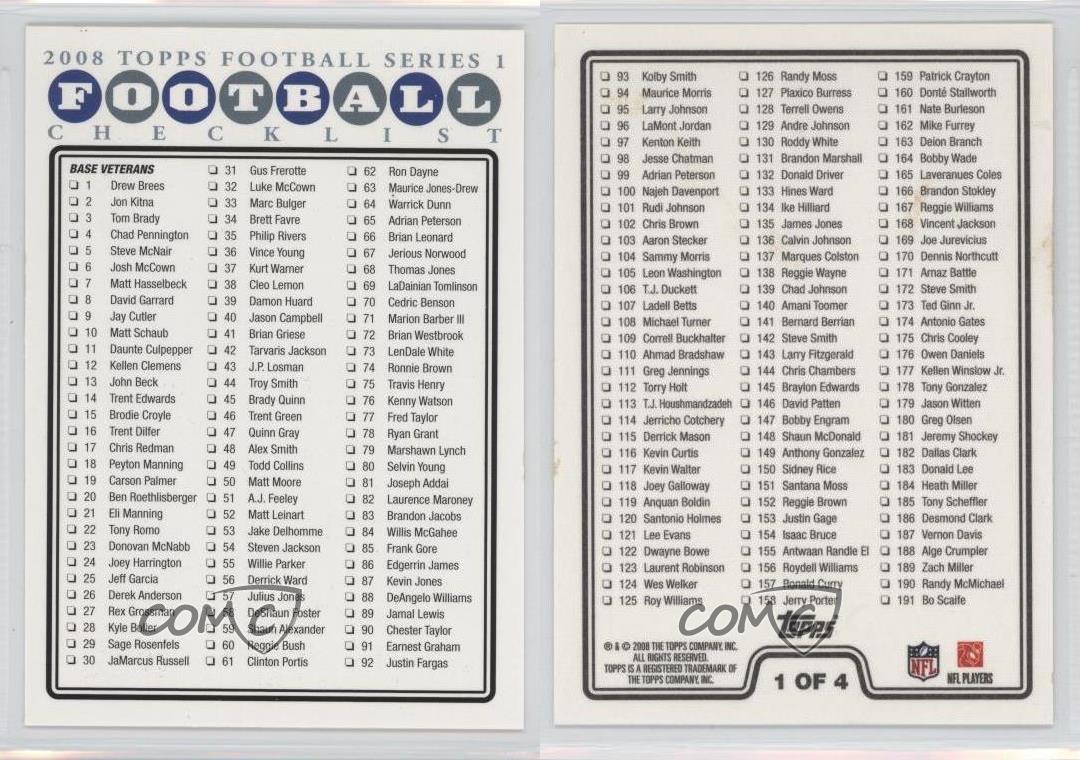 2008 TOPPS FOOTBALL SERIES 1
FOOTBALL
CHECKLIST
BASE VETERANS
1 Drew Brees
2 Jon Kitna
3 Tom Brady
4 Chad Pennington
5 Steve McNair
6 Josh McCown
7 Matt Hasselbeck
8 David Garrard
9 Jay Cutler
10 Matt Schaub
11 Daunte Culpepper
12 Kellen Clemens
13 John Beck
14 Trent Edwards
15 Brodie Croyle
16 Trent Dilfer
17 Chris Redman
18 Peyton Manning
19 Carson Palmer
20 Ben Roethlisberger
21 Eli Manning
22 Tony Romo
23 Donovan McNabb
24 Joey Harrington
25 Jeff Garcia
26 Derek Anderson
27 Rex Grossman
28 Kyle Boller
29 Sage Rosenfels
30 JaMarcus Russell
31 Gus Frerotte
32 Luke McCown
33 Marc Bulger
34 Brett Favre
35 Philip Rivers
36 Vince Young
37 Kurt Warner
38 Cleo Lemon
39 Damon Huard
40 Jason Campbell
41 Brian Griese
42 Tarvaris Jackson
43 J.P. Losman
44 Troy Smith
45 Brady Quinn
46 Trent Green
47 Quinn Gray
48 Alex Smith
49 Todd Collins
50 Matt Moore
51 A.J. Feeley
52 Matt Leinart
53 Jake Delhomme
54 Steven Jackson
55 Willie Parker
56 Derrick Ward
57 Julius Jones
58 DeShaun Foster
59 Shaun Alexander
60 Reggie Bush
61 Clinton Portis
62 Ron Dayne
63 Maurice Jones-Drew
64 Warrick Dunn
65 Adrian Peterson
66 Brian Leonard
67 Jerious Norwood
68 Thomas Jones
69 LaDainian Tomlinson
70 Cedric Benson
71 Marion Barber III
72 Brian Westbrook
73 LenDale White
74 Ronnie Brown
75 Travis Henry
76 Kenny Watson
77 Fred Taylor
78 Ryan Grant
79 Marshawn Lynch
80 Selvin Young
81 Joseph Addai
82 Laurence Maroney
83 Brandon Jacobs
84 Willis McGahee
85 Frank Gore
86 Edgerrin James
87 Kevin Jones
88 DeAngelo Williams
89 Jamal Lewis
90 Chester Taylor
91 Earnest Graham
92 Justin Fargas
COMC
93 Kolby Smith
94 Maurice Morris
95 Larry Johnson
96 LaMont Jordan
97 Kenton Keith
98 Jesse Chatman
99 Adrian Peterson
100 Najeh Davenport
101 Rudi Johnson
102 Chris Brown
103 Aaron Stecker
104 Sammy Morris
105 Leon Washington
106 T.J. Duckett
107 Ladell Betts
108 Michael Turner
109 Correll Buckhalter
110 Ahmad Bradshaw
111 Greg Jennings
112 Torry Holt
113 T.J. Houshmandzadeh
114 Jerricho Cotchery
115 Derrick Mason
116 Kevin Curtis
117 Kevin Walter
118 Joey Galloway
119 Anquan Boldin
120 Santonio Holmes
121 Lee Evans
122 Dwayne Bowe
123 Laurent Robinson
124 Wes Welker
125 Roy Williams
126 Randy Moss
127 Plaxico Burress
128 Terrell Owens
129 Andre Johnson
130 Roddy White
131 Brandon Marshall
132 Donald Driver
133 Hines Ward
134 Ike Hilliard
135 James Jones
136 Calvin Johnson
137 Marques Colston
138 Reggie Wayne
139 Chad Johnson
140 Amani Toomer
141 Bernard Berrian
142 Steve Smith
143 Larry Fitzgerald
144 Chris Chambers
145 Braylon Edwards
146 David Patten
147 Bobby Engram
148 Shaun McDonald
149 Anthony Gonzalez
150 Sidney Rice
151 Santana Moss
152 Reggie Brown
153 Justin Gage
154 Isaac Bruce
155 Antwaan Randle El
156 Roydell Williams
157 Ronald Curry
158 Jerry Porter
159 Patrick Crayton
160 Donté Stallworth
161 Nate Burleson
162 Mike Furrey
163 Deion Branch
164 Bobby Wade
165 Laveranues Coles
166 Brandon Stokley
167 Reggie Williams
168 Vincent Jackson
169 Joe Jurevicius
170 Dennis Northcutt
171 Arnaz Battle
172 Steve Smith
173 Ted Ginn Jr.
174 Antonio Gates
175 Chris Cooley
176 Owen Daniels
177 Kellen Winslow Jr.
178 Tony Gonzalez
179 Jason Witten
180 Greg Olsen
181 Jeremy Shockey
182 Dallas Clark
183 Donald Lee
184 Heath Miller
185 Tony Scheffler
186 Desmond Clark
187 Vernon Davis
188 Alge Crumpler
189 Zach Miller
190 Randy McMichael
191 Bo Scaife
COMC
Topps
® & © 2008 THE TOPPS COMPANY, INC.
ALL RIGHTS RESERVED.
TOPPS IS A REGISTERED TRADEMARK OF
THE TOPPS COMPANY, INC.
1 OF 4
NFL
NFL PLAYERS